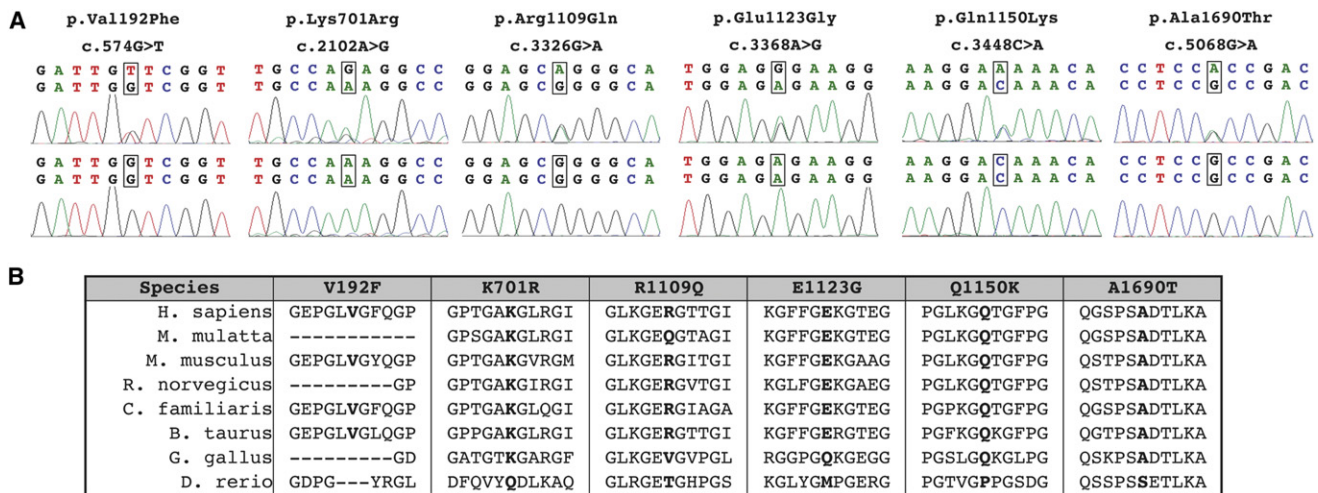 A
p.Val192Phe p.Lys701Arg p.Arg1109Gln p.Glu1123Gly p.Gln1150Lys p.Ala1690Thr
c.574G>T c.2102A>G c.3326G>A c.3368A>G c.3448C>A c.5068G>A
G A T T G T T C G G T T G C C A G A G G C C G G A G C A G G G C A T G G A G G G A A G G A A G G A A A A A C A C C T C C A C C G A C
G A T T G G T C G G T T G C C A A A G G C C G G A G C G G G G C A T G G A G A G A A G G A A G G A C A A A C A C C T C C G C C G A C
G A T T G G T C G G T T G C C A A A G G C C G G A G C G G G G C A T G G A G A G A A G G A A G G A C A A A C A C C T C C G C C G A C
G A T T G G T C G G T T G C C A A A G G C C G G A G C G G G G C A T G G A G A G A A G G A A G G A C A A A C A C C T C C G C C G A C
B
Species V192F K701R R1109Q E1123G Q1150K A1690T
H. sapiens GEPGLVGFQGP GPTGAKGLRGI GLKGERGTTGI KGFFGEKGTEG PGLKGQTGFPG QGSPSADTLKA
M. mulatta ----------- GPSGAKGLRGI GLKGEQGTAGI KGFFGEKGTEG PGLKGQTGFPG QGSPSADTLKA
M. musculus GEPGLVGYQGP GPTGAKGVRGM GLKGERGITGI KGFFGEKGAAG PGLKGQTGFPG QSTPSADTLKA
R. norvegicus ---------GP GPTGAKGIRGI GLKGERGVTGI KGLFGEKGAEG PGLKGQTGFPG QSTPSADTLKA
C. familiaris GEPGLVGFQGP GPTGAKGLQGI GLKGERGIAGA KGFFGEKGTEG PGPKGQTGFPG QGSPSADTLKA
B. taurus GEPGLVGLQGP GPPGAKGLRGI GLKGERGTTGI KGFFGERGTEG PGFKGQKGFPG QGTPSADTLKA
G. gallus ---------GD GATGTKGARGF GLKGEVGVPGL RGGPGQKGEGG PGSLGQKGLPG QSKPSADTLKA
D. rerio GDPG---YRGL DFQVYQDLKAQ GLKGETGHPGS KGLYGMPGERG PGTVGPPGSDG QSKPSSETLKA